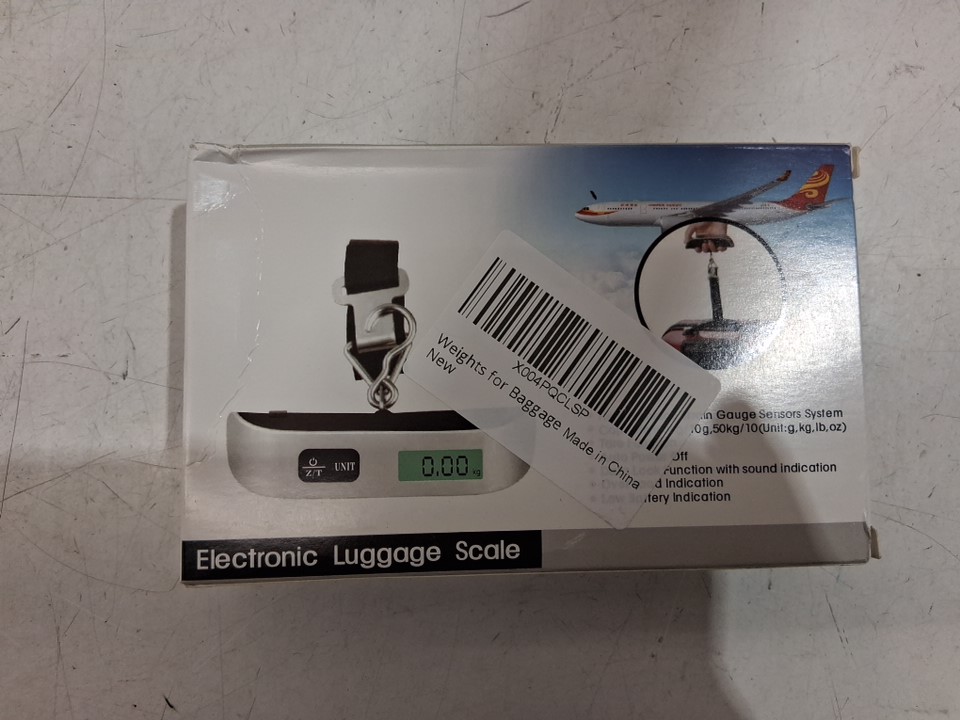 X004PQCLSP
Weights for Baggage Made in China
New
in Gauge Sensors System
0g,50kg/10(Unit:g,kg,lb,oz)
Off
Function with sound indication
Indication
Indication
Z/T
UNIT
0.00 kg
Electronic Luggage Scale